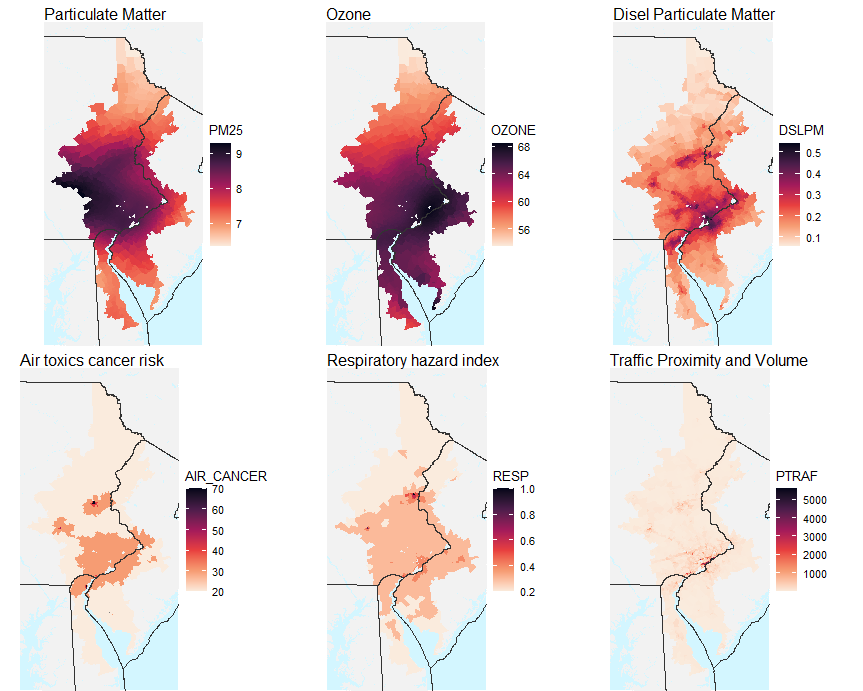 Particulate Matter
PM25
9
8
7
Ozone
OZONE
68
64
60
56
Disel Particulate Matter
DSLPM
0.5
0.4
0.3
0.2
0.1
Air toxics cancer risk
AIR_CANCER
70
60
50
40
30
20
Respiratory hazard index
RESP
1.0
0.8
0.6
0.4
0.2
Traffic Proximity and Volume
PTRAF
5000
4000
3000
2000
1000